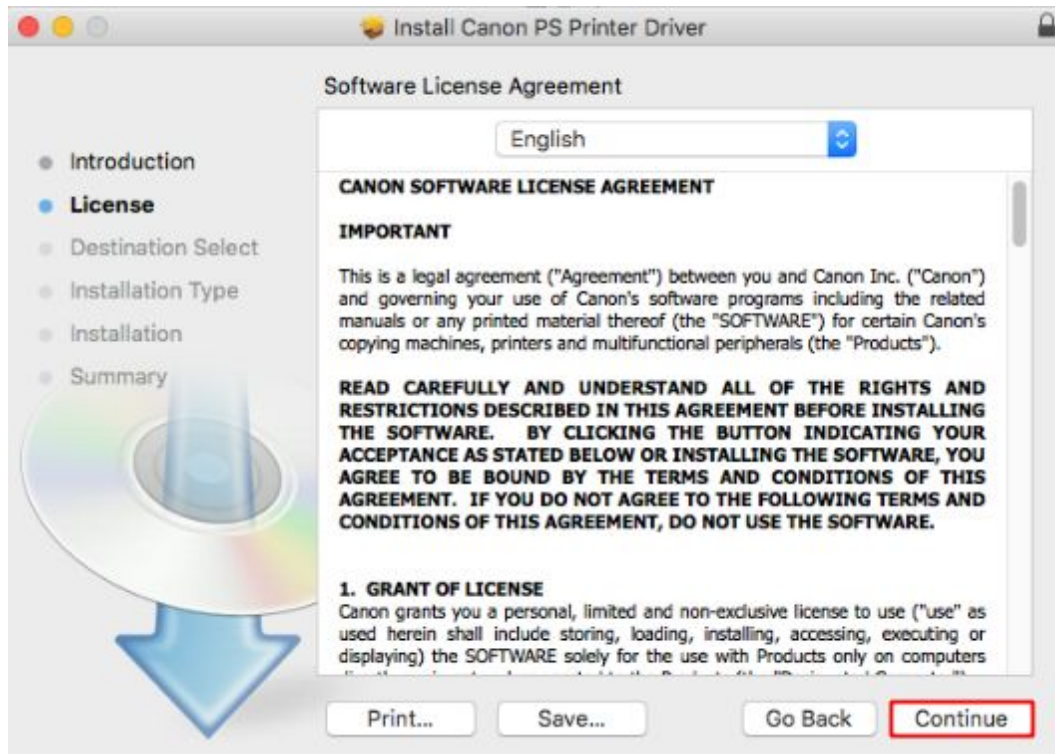 Install Canon PS Printer Driver
Software License Agreement
Introduction
License
Destination Select
Installation Type
Installation
Summary
English
CANON SOFTWARE LICENSE AGREEMENT
IMPORTANT
This is a legal agreement ("Agreement") between you and Canon Inc. ("Canon")
and governing your use of Canon's software programs including the related
manuals or any printed material thereof (the "SOFTWARE") for certain Canon's
copying machines, printers and multifunctional peripherals (the "Products").
READ CAREFULLY AND UNDERSTAND ALL OF THE RIGHTS AND
RESTRICTIONS DESCRIBED IN THIS AGREEMENT BEFORE INSTALLING
THE SOFTWARE. BY CLICKING THE BUTTON INDICATING YOUR
ACCEPTANCE AS STATED BELOW OR INSTALLING THE SOFTWARE, YOU
AGREE TO BE BOUND BY THE TERMS AND CONDITIONS OF THIS
AGREEMENT. IF YOU DO NOT AGREE TO THE FOLLOWING TERMS AND
CONDITIONS OF THIS AGREEMENT, DO NOT USE THE SOFTWARE.
1. GRANT OF LICENSE
Canon grants you a personal, limited and non-exclusive license to use ("use" as
used herein shall include storing, loading, installing, accessing, executing or
displaying) the SOFTWARE solely for the use with Products only on computers
Print...
Save...
Go Back
Continue